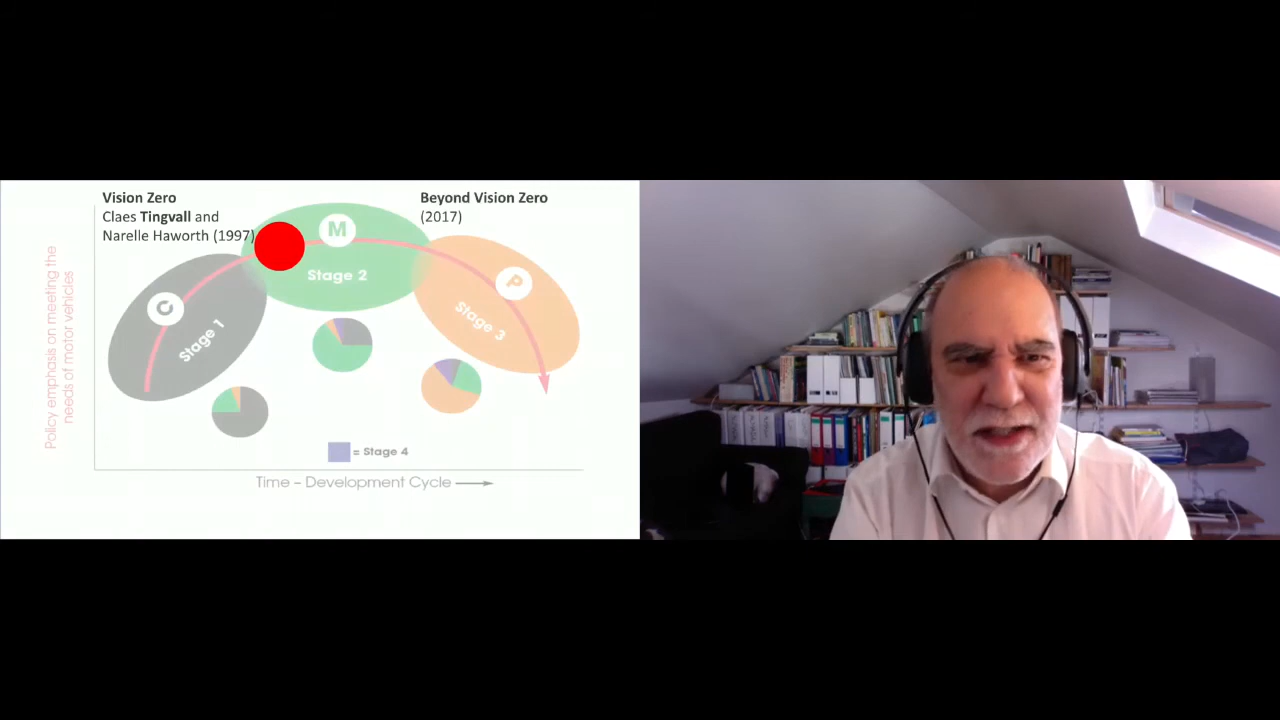 Vision Zero
Claes Tingvall and
Narelle Haworth (1997)
Beyond Vision Zero
(2017)
Policy emphasis on meeting the
needs of motor vehicles
C
Stage 1
M
Stage 2
P
Stage 3
= Stage 4
Time – Development Cycle